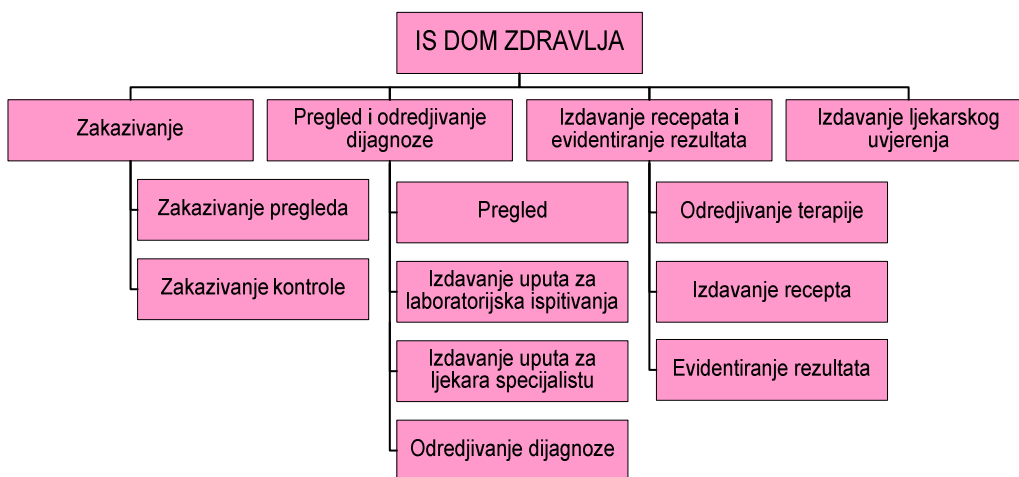 IS DOM ZDRAVLJA
Zakazivanje
Pregled i odredjivanje
dijagnoze
Izdavanje recepata i
evidentiranje rezultata
Izdavanje ljekarskog
uvjerenja
Zakazivanje pregleda
Zakazivanje kontrole
Pregled
Izdavanje uputa za
laboratorijska ispitivanja
Izdavanje uputa za
ljekara specijalistu
Odredjivanje dijagnoze
Odredjivanje terapije
Izdavanje recepta
Evidentiranje rezultata